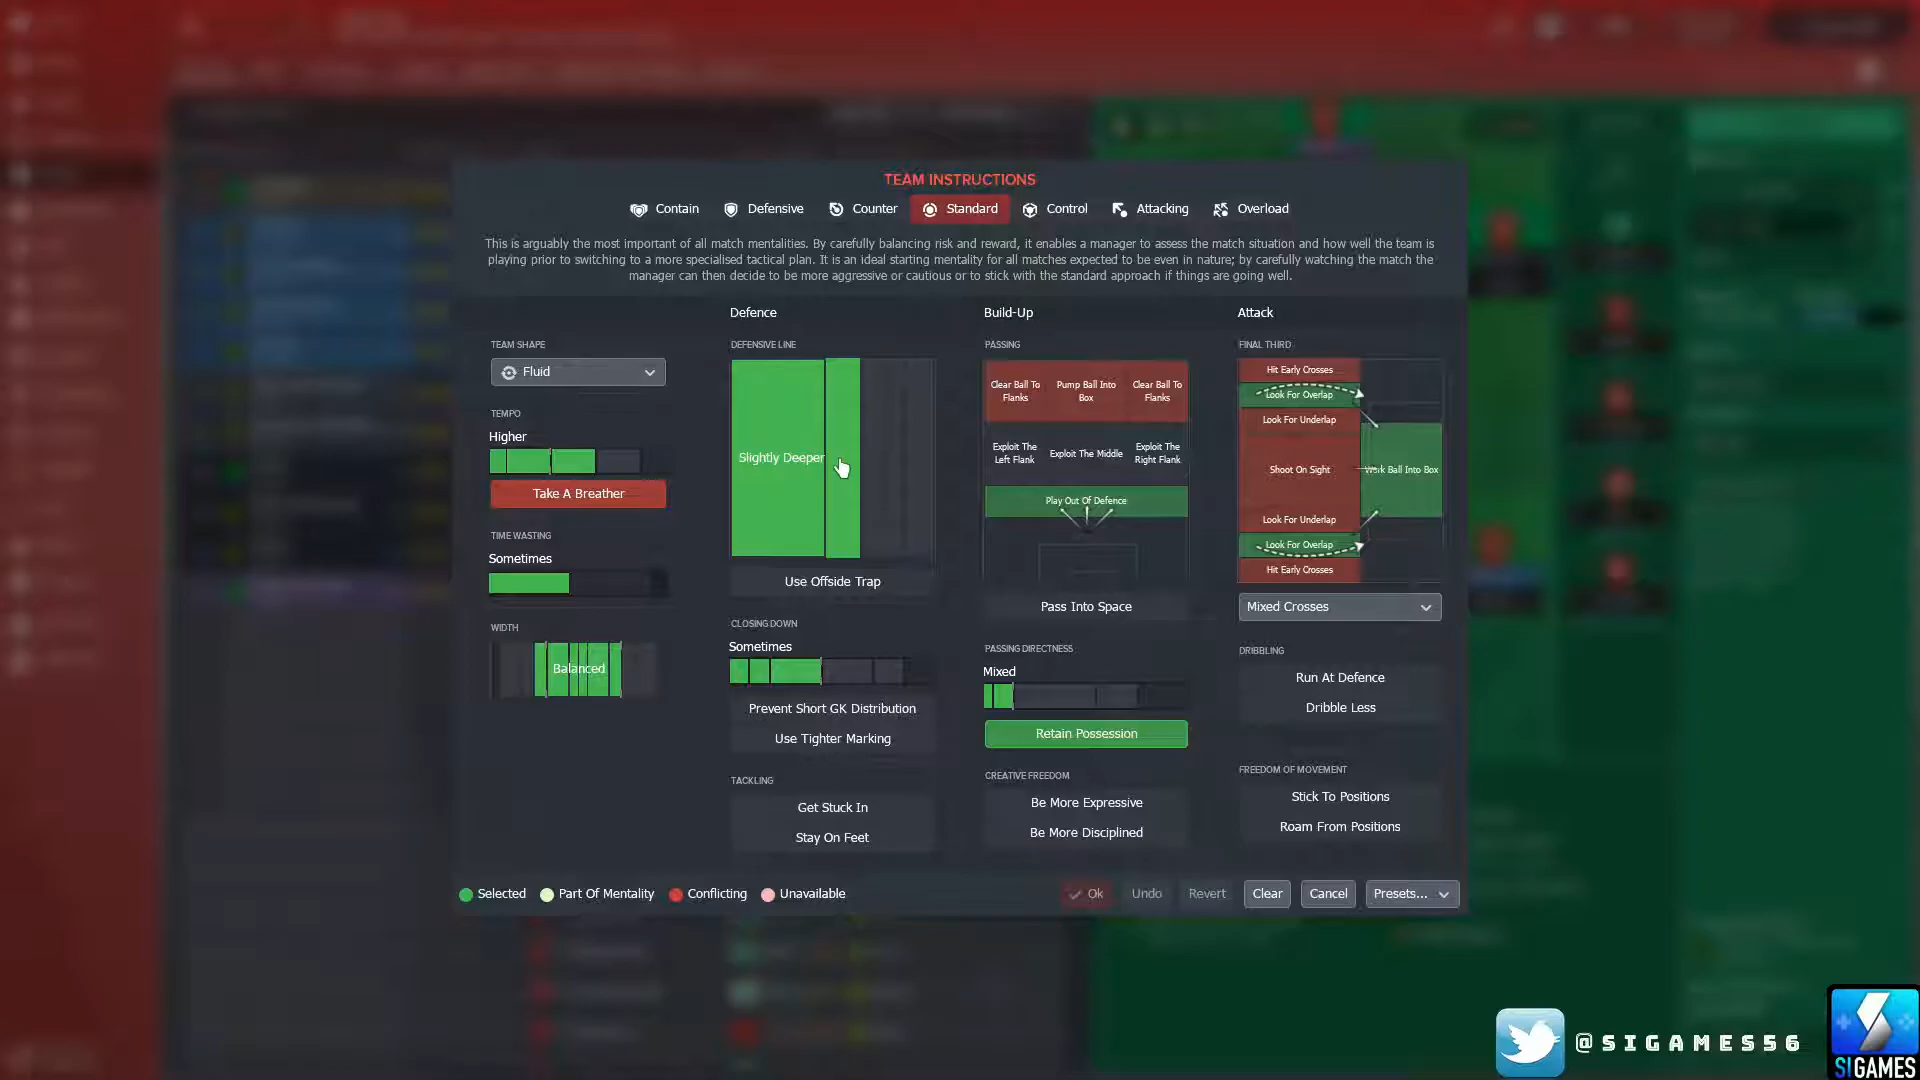 TEAM INSTRUCTIONS
Contain
Defensive
Counter
Standard
Control
Attacking
Overload
This is arguably the most important of all match mentalities. By carefully balancing risk and reward, it enables a manager to assess the match situation and how well the team is
playing prior to switching to a more specialised tactical plan. It is an ideal starting mentality for all matches expected to be even in nature; by carefully watching the match the
manager can then decide to be more aggressive or cautious or to stick with the standard approach if things are going well.
TEAM SHAPE
Fluid
TEMPO
Higher
Take A Breather
TIME WASTING
Sometimes
WIDTH
Balanced
Defence
DEFENSIVE LINE
Slightly Deeper
Use Offside Trap
CLOSING DOWN
Sometimes
Prevent Short GK Distribution
Use Tighter Marking
TACKLING
Get Stuck In
Stay On Feet
Build-Up
PASSING
Clear Ball To
Flanks
Pump Ball Into
Box
Clear Ball To
Flanks
Exploit The
Left Flank
Exploit The Middle
Exploit The
Right Flank
Play Out Of Defence
Pass Into Space
PASSING DIRECTNESS
Mixed
Retain Possession
CREATIVE FREEDOM
Be More Expressive
Be More Disciplined
Attack
FINAL THIRD
Hit Early Crosses
Look For Overlap
Look For Underlap
Shoot On Sight
Work Ball Into Box
Look For Underlap
Look For Overlap
Hit Early Crosses
Mixed Crosses
DRIBBLING
Run At Defence
Dribble Less
FREEDOM OF MOVEMENT
Stick To Positions
Roam From Positions
Selected
Part Of Mentality
Conflicting
Unavailable
Ok
Undo
Revert
Clear
Cancel
Presets...
@SIGAMES56
SIGAMES